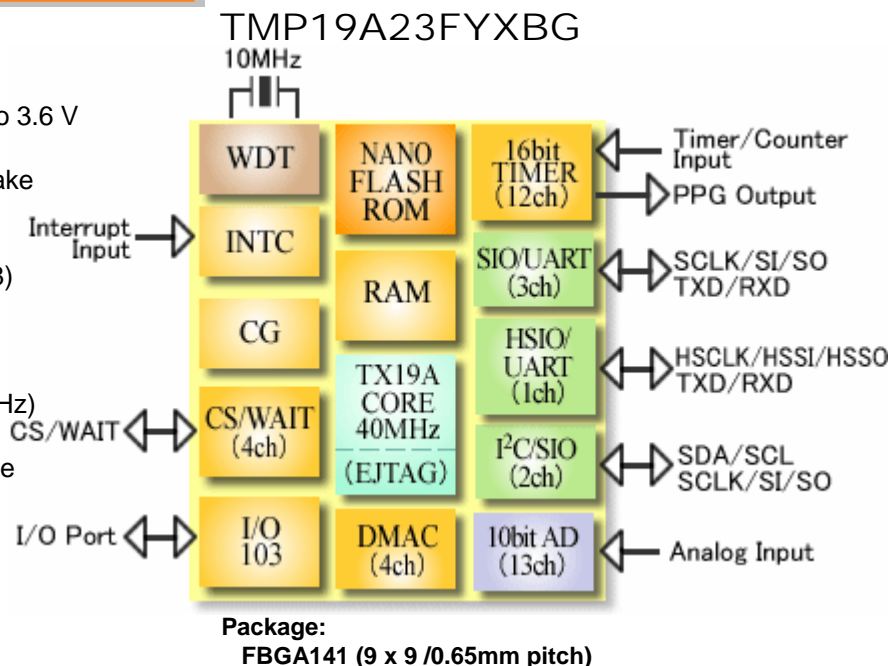 TMP19A23FYXBG
10MHz
o 3.6 V
ake
3)
Hz)
e
Interrupt
Input
CS/WAIT
I/O Port
WDT
INTC
CG
CS/WAIT
(4ch)
I/O
103
NANO
FLASH
ROM
RAM
TX19A
CORE
40MHz
(EJTAG)
DMAC
(4ch)
16bit
TIMER
(12ch)
SIO/UART
(3ch)
HSIO/
UART
(1ch)
I²C/SIO
(2ch)
10bit AD
(13ch)
Timer/Counter
Input
PPG Output
SCLK/SI/SO
TXD/RXD
HSCLK/HSSI/HSSO
TXD/RXD
SDA/SCL
SCLK/SI/SO
Analog Input
Package:
FBGA141 (9 x 9 /0.65mm pitch)